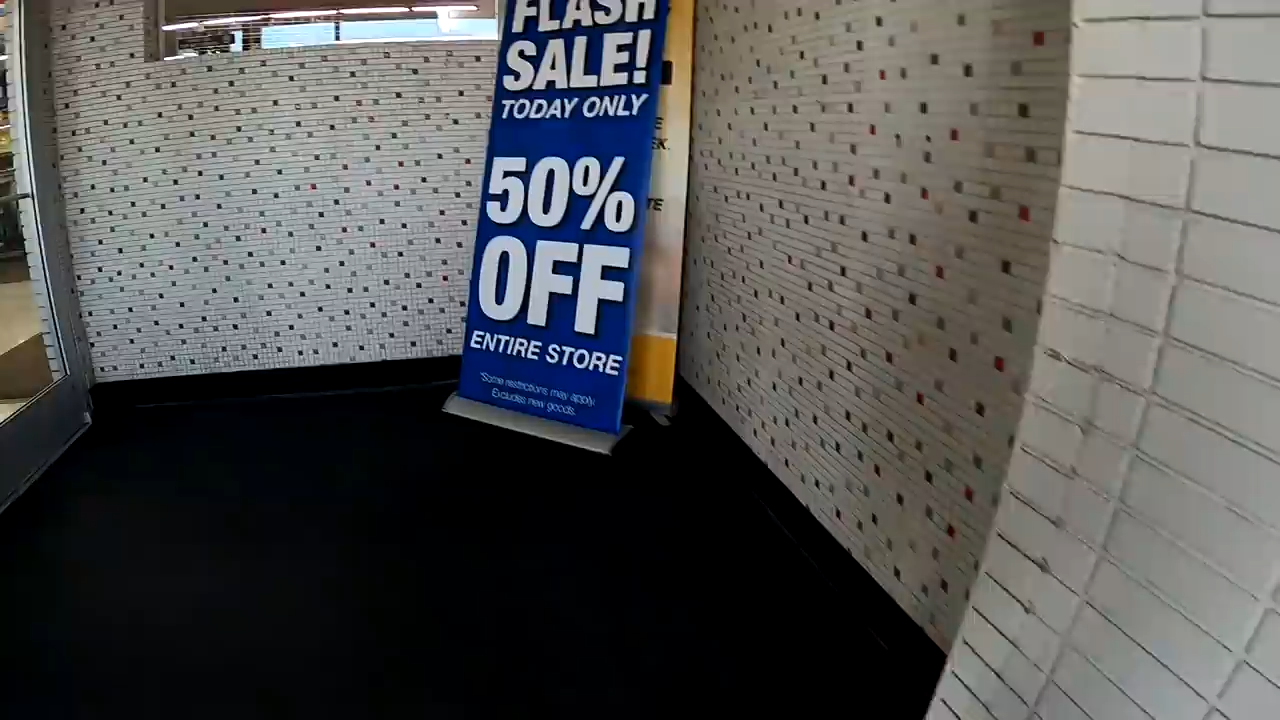 FLASH
SALE!
TODAY ONLY
50%
OFF
ENTIRE STORE
*Some restrictions may apply.
Excludes new goods.